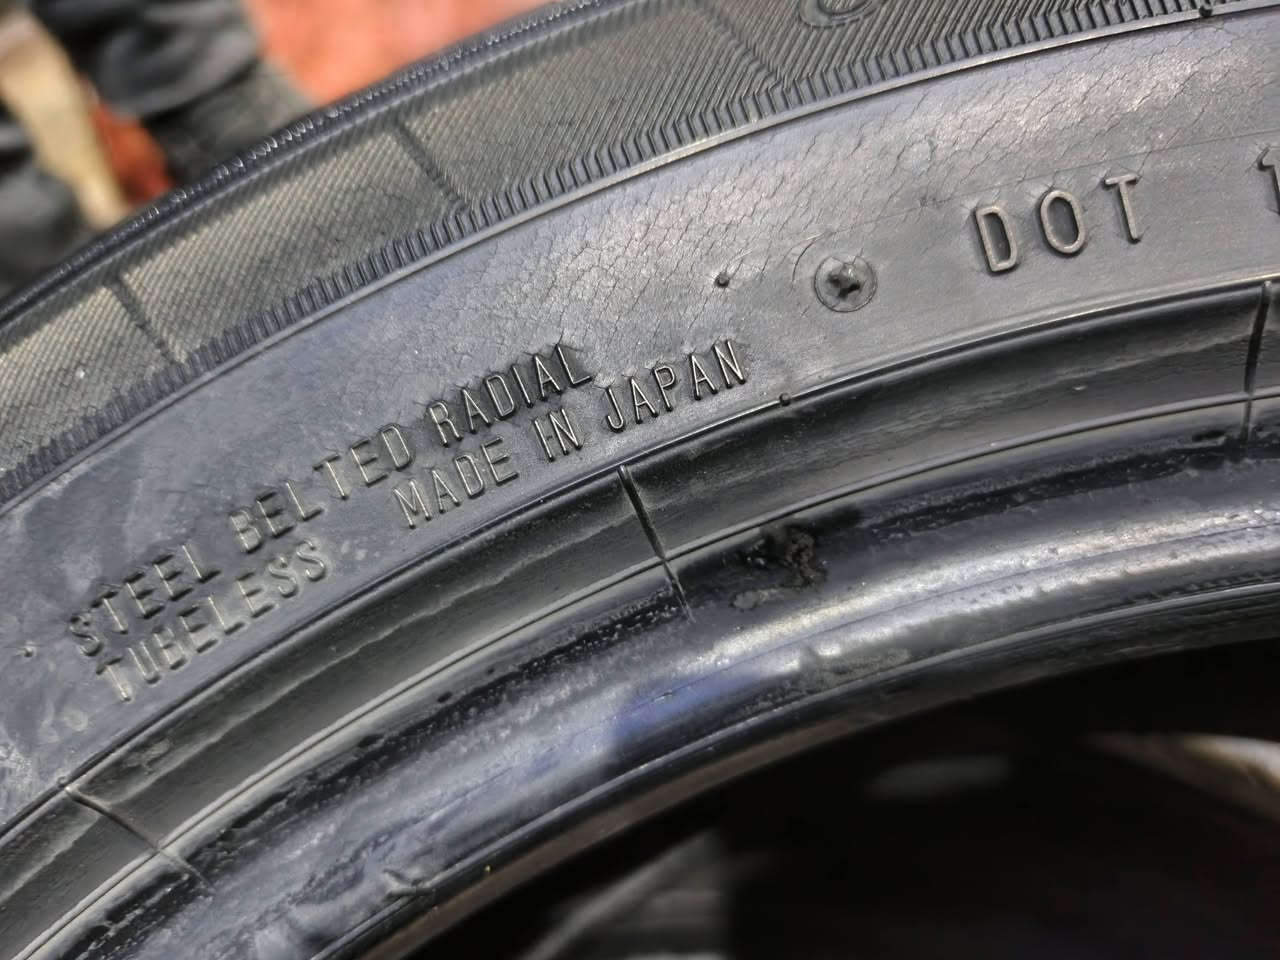 DOT
STEEL BELTED RADIAL
TUBELESS MADE IN JAPAN